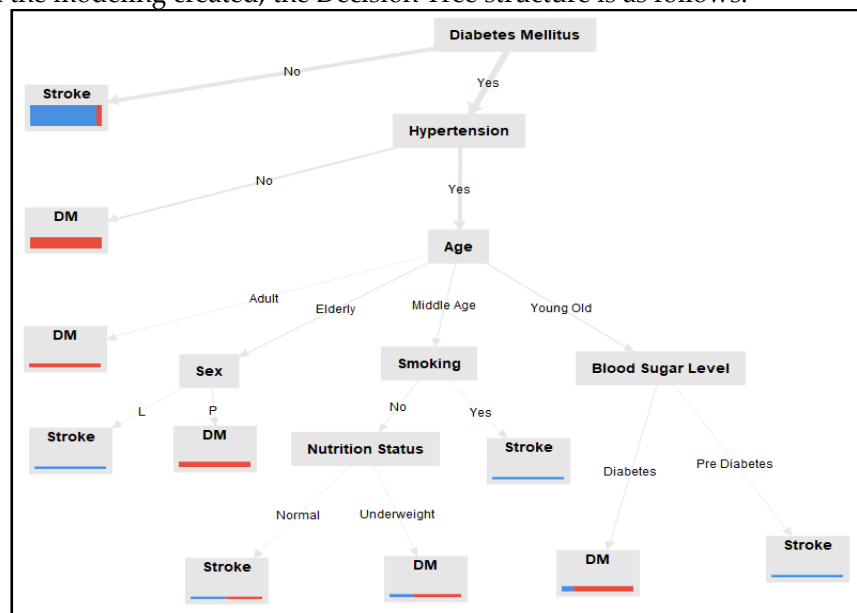 the modeling created, the Decision Tree structure is as follows:
Diabetes Mellitus
No
Yes
Stroke
Hypertension
No
Yes
DM
Age
Adult
Elderly
Middle Age
Young Old
DM
Sex
Smoking
Blood Sugar Level
L
P
No
Yes
Stroke
DM
Nutrition Status
Stroke
Diabetes
Pre Diabetes
Normal
Underweight
Stroke
DM
DM
Stroke